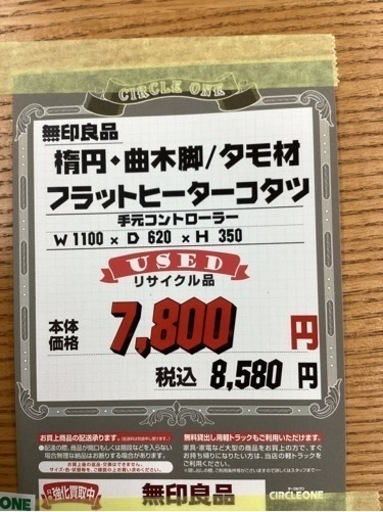 CIRCLE ONE
無印良品
楕円・曲木脚/タモ材
フラットヒーターコタツ
手元コントローラー
W 1100 × D 620 × H 350
USED
リサイクル品
本体価格 7,800 円
税込 8,580 円
お買上商品の配送承ります。
無料貸出し用軽トラックもご利用いただけます。
強化買取中
無印良品
CIRCLEONE
ONE